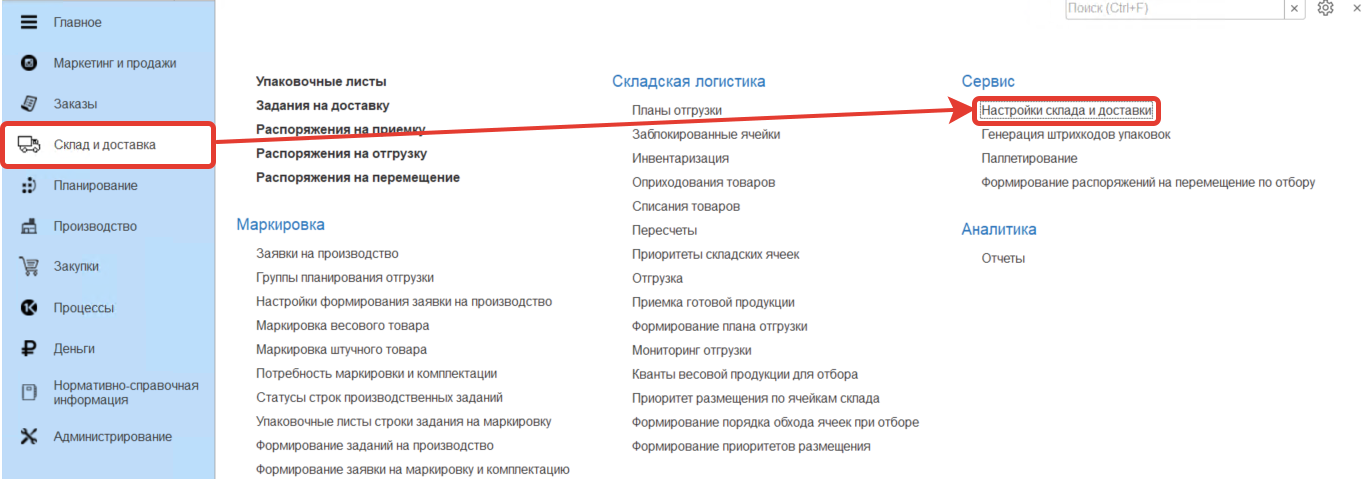 Главное
Маркетинг и продажи
Заказы
Склад и доставка
Планирование
Производство
Закупки
Процессы
Деньги
Нормативно-справочная
информация
Администрирование
Поиск (Ctrl+F)
Упаковочные листы
Задания на доставку
Распоряжения на приемку
Распоряжения на отгрузку
Распоряжения на перемещение
Маркировка
Заявки на производство
Группы планирования отгрузки
Настройки формирования заявки на производство
Маркировка весового товара
Маркировка штучного товара
Потребность маркировки и комплектации
Статусы строк производственных заданий
Упаковочные листы строки задания на маркировку
Формирование заданий на производство
Формирование заявки на маркировку и комплектацию
Складская логистика
Планы отгрузки
Заблокированные ячейки
Инвентаризация
Оприходования товаров
Списания товаров
Пересчеты
Приоритеты складских ячеек
Отгрузка
Приемка готовой продукции
Формирование плана отгрузки
Мониторинг отгрузки
Кванты весовой продукции для отбора
Приоритет размещения по ячейкам склада
Формирование порядка обхода ячеек при отборе
Формирование приоритетов размещения
Сервис
Настройки склада и доставки
Генерация штрихкодов упаковок
Паллетирование
Формирование распоряжений на перемещение по отбору
Аналитика
Отчеты